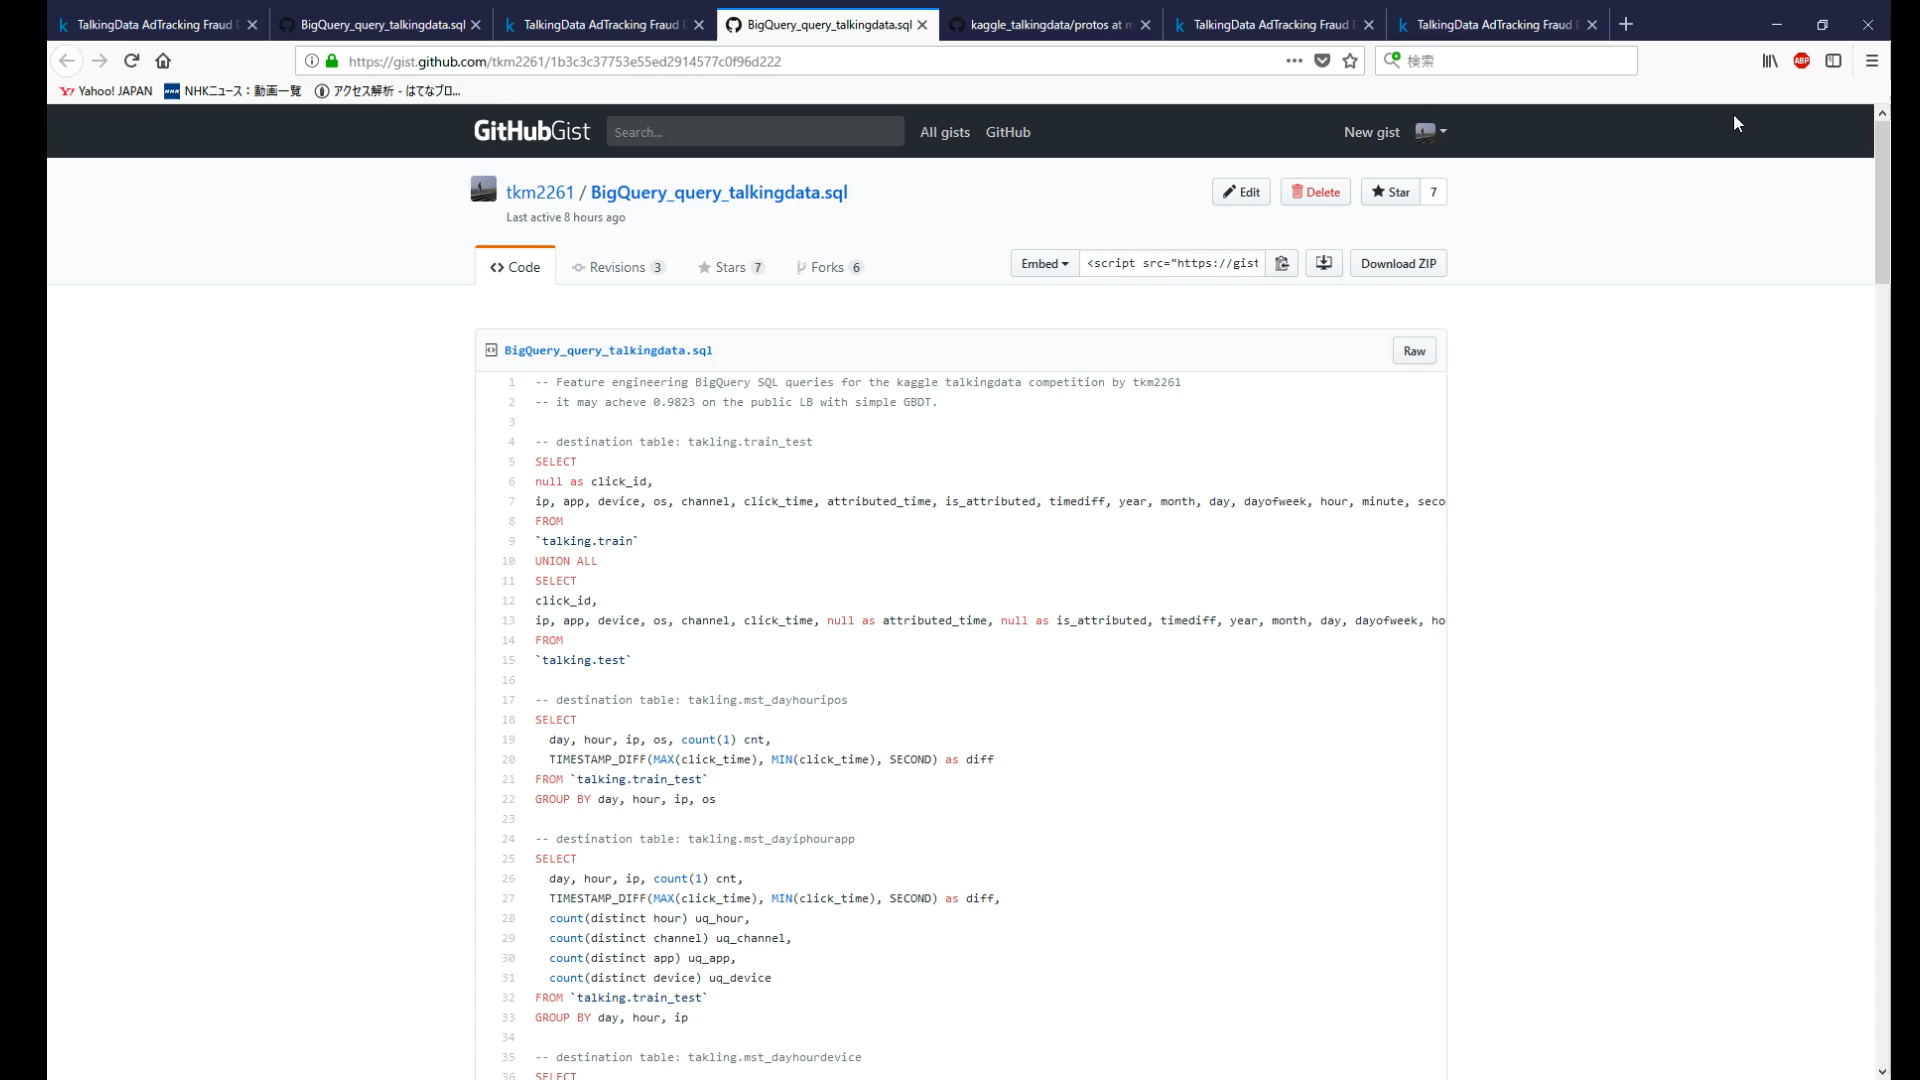 TalkingData AdTracking Fraud D
BigQuery_query_talkingdata.sql
TalkingData AdTracking Fraud D
BigQuery_query_talkingdata.sql
kaggle_talkingdata/protos at m
TalkingData AdTracking Fraud D
TalkingData AdTracking Fraud D
https://gist.github.com/tkm2261/1b3c3c37753e55ed2914577c0f96d222
検索
ABP
Yahoo! JAPAN
NHKニュース：動画一覧
アクセス解析 - はてなブロ...
GitHubGist
Search...
All gists
GitHub
New gist
tkm2261 / BigQuery_query_talkingdata.sql
Last active 8 hours ago
Edit
Delete
Star
7
Code
Revisions 3
Stars 7
Forks 6
Embed
<script src="https://gist
Download ZIP
BigQuery_query_talkingdata.sql
Raw
1 -- Feature engineering BigQuery SQL queries for the kaggle talkingdata competition by tkm2261
2 -- it may acheve 0.9823 on the public LB with simple GBDT.
3
4 -- destination table: takling.train_test
5 SELECT
6 null as click_id,
7 ip, app, device, os, channel, click_time, attributed_time, is_attributed, timediff, year, month, day, dayofweek, hour, minute, seco
8 FROM
9 `talking.train`
10 UNION ALL
11 SELECT
12 click_id,
13 ip, app, device, os, channel, click_time, null as attributed_time, null as is_attributed, timediff, year, month, day, dayofweek, ho
14 FROM
15 `talking.test`
16
17 -- destination table: takling.mst_dayhouripos
18 SELECT
19 day, hour, ip, os, count(1) cnt,
20 TIMESTAMP_DIFF(MAX(click_time), MIN(click_time), SECOND) as diff
21 FROM `talking.train_test`
22 GROUP BY day, hour, ip, os
23
24 -- destination table: takling.mst_dayiphourapp
25 SELECT
26 day, hour, ip, count(1) cnt,
27 TIMESTAMP_DIFF(MAX(click_time), MIN(click_time), SECOND) as diff,
28 count(distinct hour) uq_hour,
29 count(distinct channel) uq_channel,
30 count(distinct app) uq_app,
31 count(distinct device) uq_device
32 FROM `talking.train_test`
33 GROUP BY day, hour, ip
34
35 -- destination table: takling.mst_dayhourdevice
36 SELECT